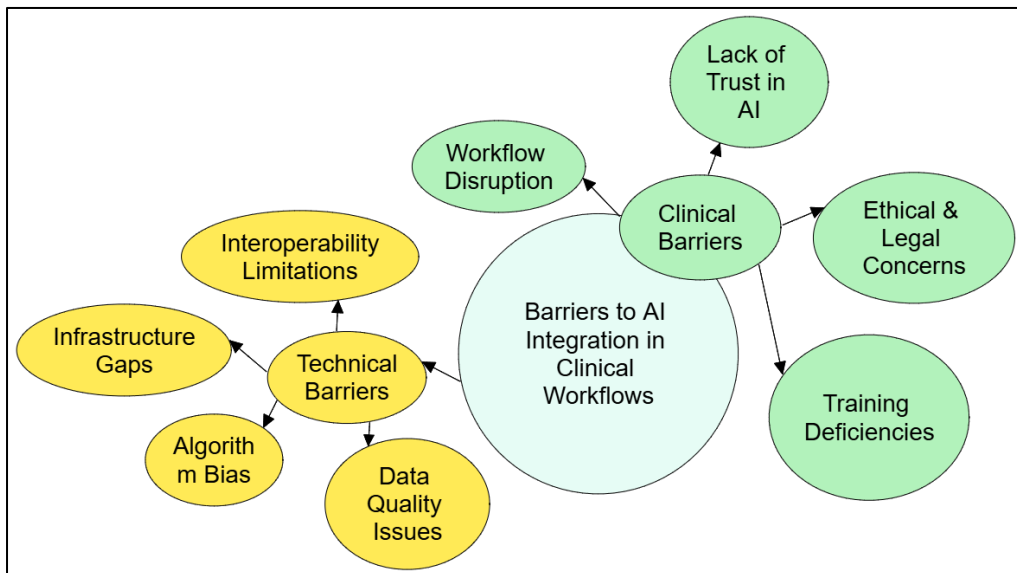 Lack of
Trust in
AI
Workflow
Disruption
Clinical
Barriers
Ethical &
Legal
Concerns
Interoperability
Limitations
Barriers to AI
Integration in
Clinical
Workflows
Infrastructure
Gaps
Technical
Barriers
Training
Deficiencies
Algorith
m Bias
Data
Quality
Issues